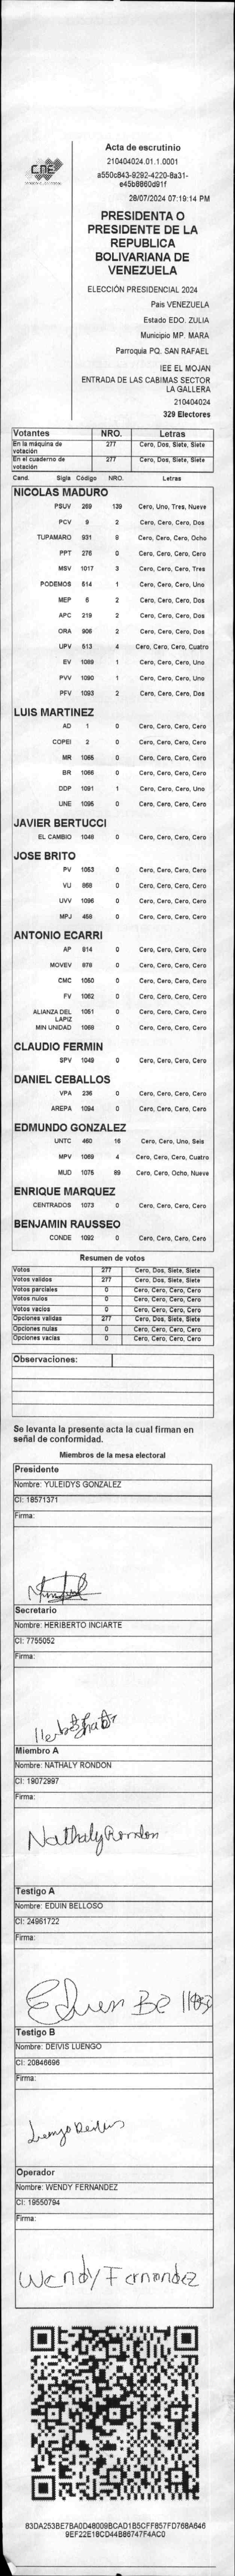 CNE
Acta de escrutinio
210404024.01.1.0001
a550c843-9292-4220-8a31-
e45b8860d91f
28/07/2024 07:19:14 PM
PRESIDENTA O
PRESIDENTE DE LA
REPUBLICA
BOLIVARIANA DE
VENEZUELA
ELECCIÓN PRESIDENCIAL 2024
Pais VENEZUELA
Estado EDO. ZULIA
Municipio MP. MARA
Parroquia PQ. SAN RAFAEL
IEE EL MOJAN
ENTRADA DE LAS CABIMAS SECTOR
LA GALLERA
210404024
329 Electores
Votantes NRO. Letras
En la máquina de votación 277 Cero, Dos, Siete, Siete
En el cuaderno de votación 277 Cero, Dos, Siete, Siete
Cand. Sigla Código NRO. Letras
NICOLAS MADURO
PSUV 269 139 Cero, Uno, Tres, Nueve
PCV 9 2 Cero, Cero, Cero, Dos
TUPAMARO 931 8 Cero, Cero, Cero, Ocho
PPT 276 0 Cero, Cero, Cero, Cero
MSV 1017 3 Cero, Cero, Cero, Tres
PODEMOS 514 1 Cero, Cero, Cero, Uno
MEP 6 2 Cero, Cero, Cero, Dos
APC 219 2 Cero, Cero, Cero, Dos
ORA 906 2 Cero, Cero, Cero, Dos
UPV 613 4 Cero, Cero, Cero, Cuatro
EV 1089 1 Cero, Cero, Cero, Uno
PVV 1090 1 Cero, Cero, Cero, Uno
PFV 1093 2 Cero, Cero, Cero, Dos
LUIS MARTINEZ
AD 1 0 Cero, Cero, Cero, Cero
COPEI 2 0 Cero, Cero, Cero, Cero
MR 1065 0 Cero, Cero, Cero, Cero
BR 1066 0 Cero, Cero, Cero, Cero
DDP 1091 1 Cero, Cero, Cero, Uno
UNE 1095 0 Cero, Cero, Cero, Cero
JAVIER BERTUCCI
EL CAMBIO 1048 0 Cero, Cero, Cero, Cero
JOSE BRITO
PV 1053 0 Cero, Cero, Cero, Cero
VU 868 0 Cero, Cero, Cero, Cero
UVV 1096 0 Cero, Cero, Cero, Cero
MPJ 458 0 Cero, Cero, Cero, Cero
ANTONIO ECARRI
AP 914 0 Cero, Cero, Cero, Cero
MOVEV 979 0 Cero, Cero, Cero, Cero
CMC 1050 0 Cero, Cero, Cero, Cero
FV 1052 0 Cero, Cero, Cero, Cero
ALIANZA DEL LAPIZ 1051 0 Cero, Cero, Cero, Cero
MIN UNIDAD 1069 0 Cero, Cero, Cero, Cero
CLAUDIO FERMIN
SPV 1049 0 Cero, Cero, Cero, Cero
DANIEL CEBALLOS
VPA 236 0 Cero, Cero, Cero, Cero
AREPA 1094 0 Cero, Cero, Cero, Cero
EDMUNDO GONZALEZ
UNTC 460 16 Cero, Cero, Uno, Seis
MPV 1069 4 Cero, Cero, Cero, Cuatro
MUD 1075 89 Cero, Cero, Ocho, Nueve
ENRIQUE MARQUEZ
CENTRADOS 1073 0 Cero, Cero, Cero, Cero
BENJAMIN RAUSSEO
CONDE 1092 0 Cero, Cero, Cero, Cero
Resumen de votos
Votos 277 Cero, Dos, Siete, Siete
Votos validos 277 Cero, Dos, Siete, Siete
Votos parciales 0 Cero, Cero, Cero, Cero
Votos nulos 0 Cero, Cero, Cero, Cero
Votos vacios 0 Cero, Cero, Cero, Cero
Opciones validas 277 Cero, Dos, Siete, Siete
Opciones nulas 0 Cero, Cero, Cero, Cero
Opciones vacias 0 Cero, Cero, Cero, Cero
Observaciones:
Se levanta la presente acta la cual firman en
señal de conformidad.
Miembros de la mesa electoral
Presidente
Nombre: YULEIDYS GONZALEZ
CI: 18571371
Firma:
Secretario
Nombre: HERIBERTO INCIARTE
CI: 7755052
Firma:
Miembro A
Nombre: NATHALY RONDON
CI: 19072997
Firma:
Nathaly Rondon
Testigo A
Nombre: EDUIN BELLOSO
CI: 24961722
Firma:
Eduen Belloso
Testigo B
Nombre: DEIVIS LUENGO
CI: 20846696
Firma:
Operador
Nombre: WENDY FERNANDEZ
CI: 19550794
Firma:
Wendy Fernandez
83DA253BE7BA0D48009BCAD1B5CFF857FD768A646
9EF22E18CD44B86747F4AC0